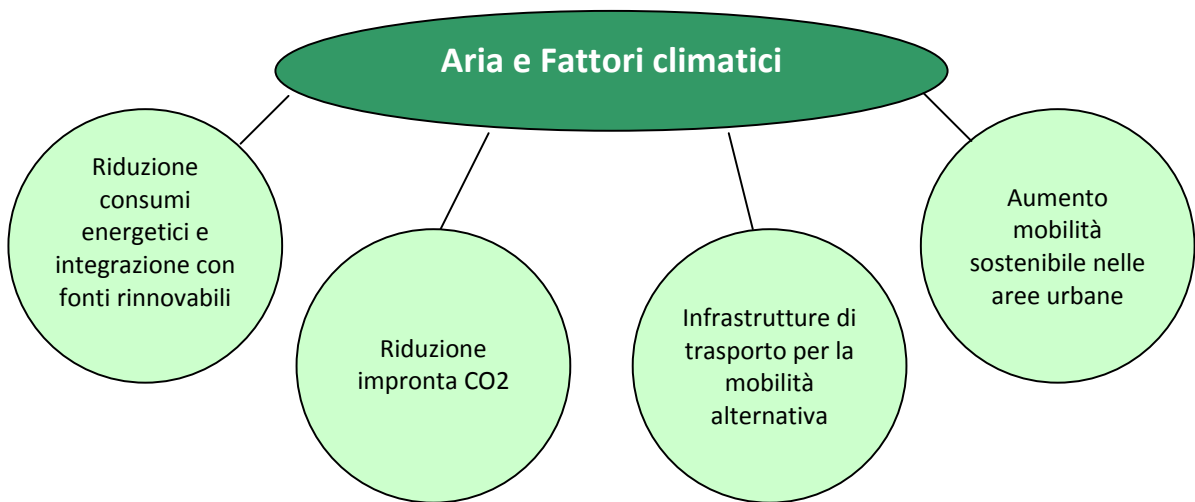 Aria e Fattori climatici
Riduzione
consumi
energetici e
integrazione con
fonti rinnovabili
Riduzione
impronta CO2
Infrastrutture di
trasporto per la
mobilità
alternativa
Aumento
mobilità
sostenibile nelle
aree urbane